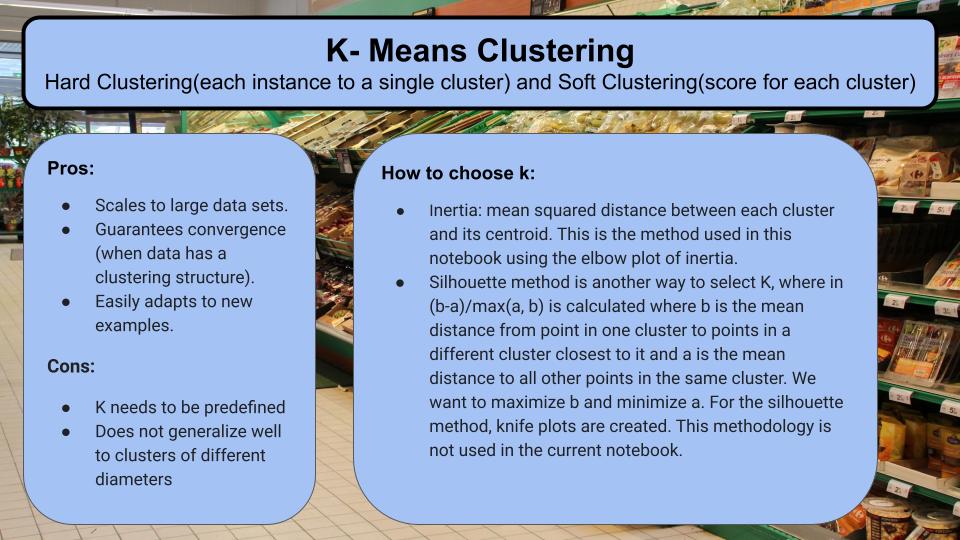 K- Means Clustering
Hard Clustering(each instance to a single cluster) and Soft Clustering(score for each cluster)
Pros:
● Scales to large data sets.
● Guarantees convergence
(when data has a
clustering structure).
● Easily adapts to new
examples.
Cons:
● K needs to be predefined
● Does not generalize well
to clusters of different
diameters
How to choose k:
● Inertia: mean squared distance between each cluster
and its centroid. This is the method used in this
notebook using the elbow plot of inertia.
● Silhouette method is another way to select K, where in
(b-a)/max(a, b) is calculated where b is the mean
distance from point in one cluster to points in a
different cluster closest to it and a is the mean
distance to all other points in the same cluster. We
want to maximize b and minimize a. For the silhouette
method, knife plots are created. This methodology is
not used in the current notebook.